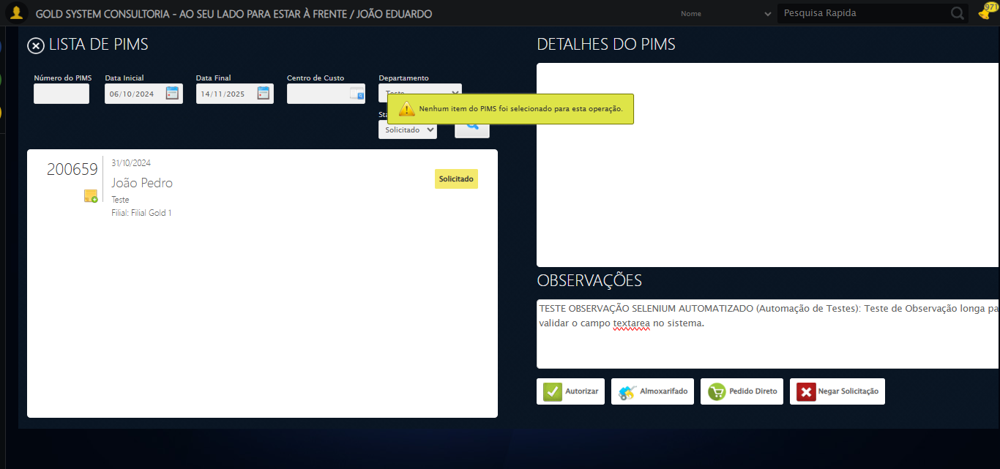 GOLD SYSTEM CONSULTORIA - AO SEU LADO PARA ESTAR À FRENTE / JOÃO EDUARDO
Nome
Pesquisa Rapida
971
LISTA DE PIMS
Número do PIMS
Data Inicial
Data Final
Centro de Custo
Departamento
06/10/2024
14/11/2025
Teste
Solicitado
200659
31/10/2024
João Pedro
Teste
Filial: Filial Gold 1
Solicitado
Nenhum item do PIMS foi selecionado para esta operação.
DETALHES DO PIMS
OBSERVAÇÕES
TESTE OBSERVAÇÃO SELENIUM AUTOMATIZADO (Automação de Testes): Teste de Observação longa pa
validar o campo textarea no sistema.
Autorizar
Almoxarifado
Pedido Direto
Negar Solicitação